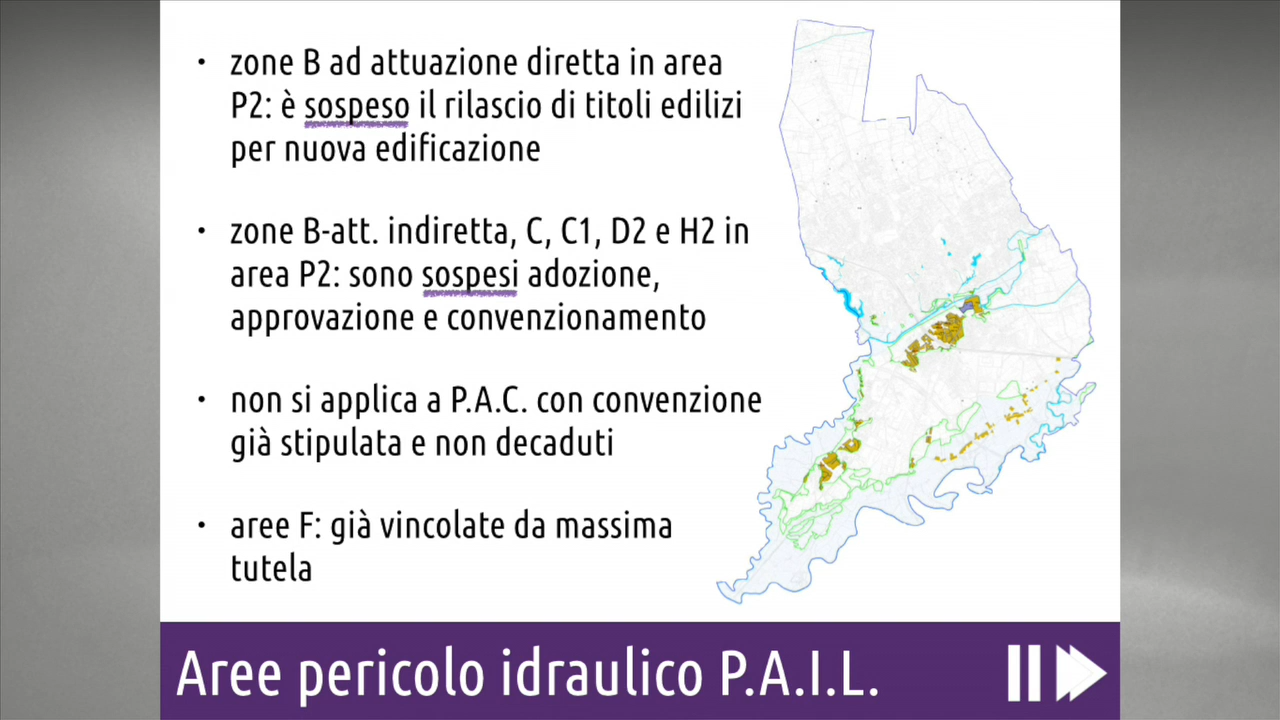 • zone B ad attuazione diretta in area
P2: è sospeso il rilascio di titoli edilizi
per nuova edificazione
• zone B-att. indiretta, C, C1, D2 e H2 in
area P2: sono sospesi adozione,
approvazione e convenzionamento
• non si applica a P.A.C. con convenzione
già stipulata e non decaduti
• aree F: già vincolate da massima
tutela
Aree pericolo idraulico P.A.I.L.